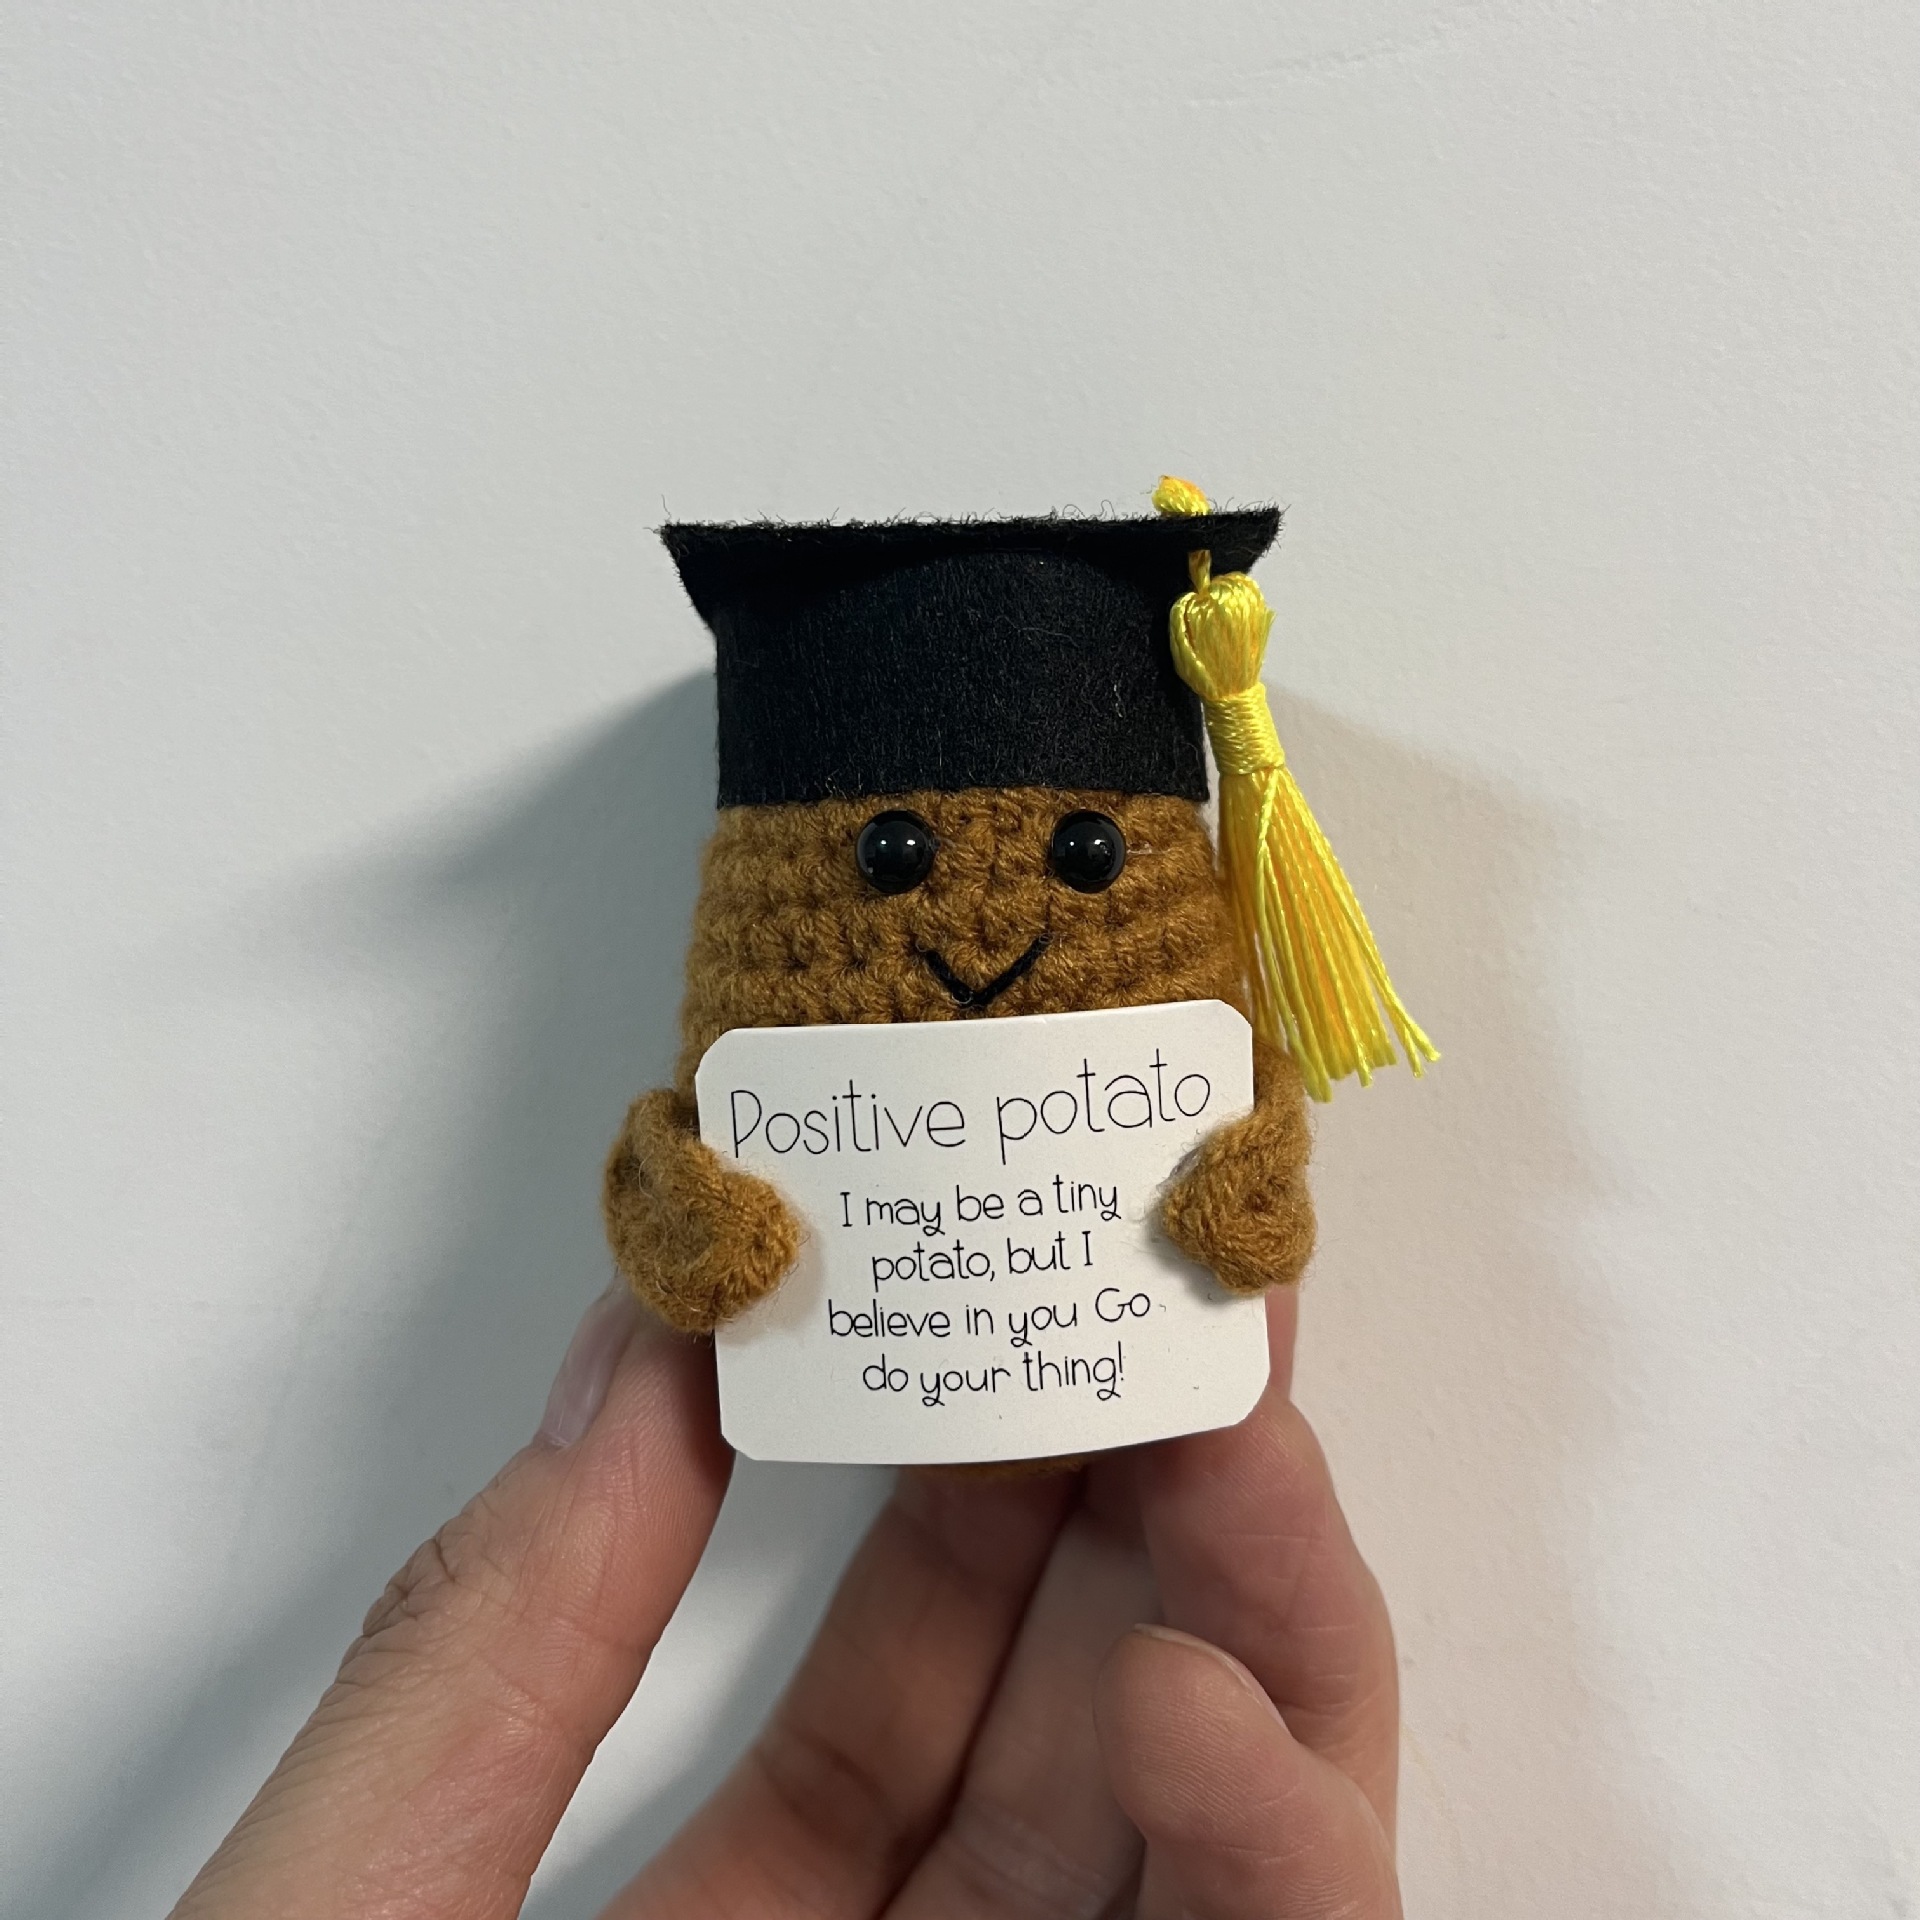 Positive potato
I may be a tiny
potato, but I
believe in you Go
do your thing!